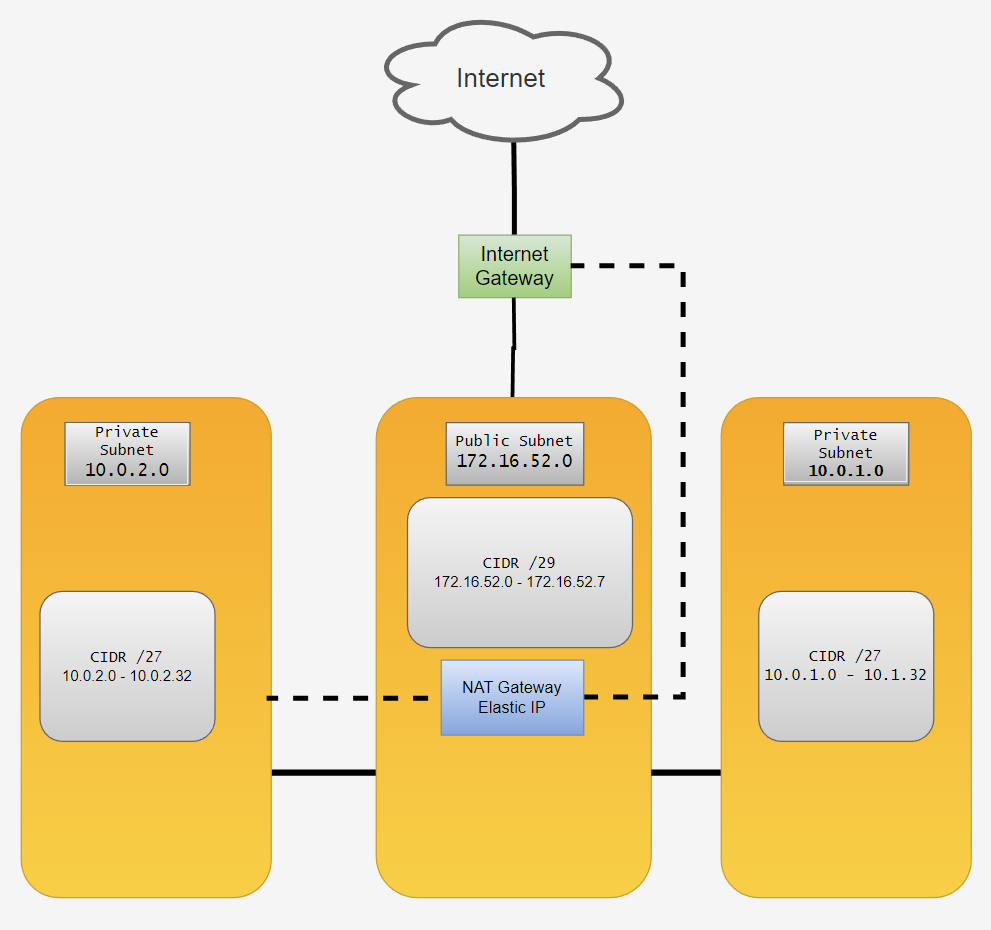 Internet
Internet
Gateway
Private
Subnet
10.0.2.0
Public Subnet
172.16.52.0
Private
Subnet
10.0.1.0
CIDR /29
172.16.52.0 - 172.16.52.7
CIDR /27
10.0.2.0 - 10.0.2.32
NAT Gateway
Elastic IP
CIDR /27
10.0.1.0 - 10.1.32